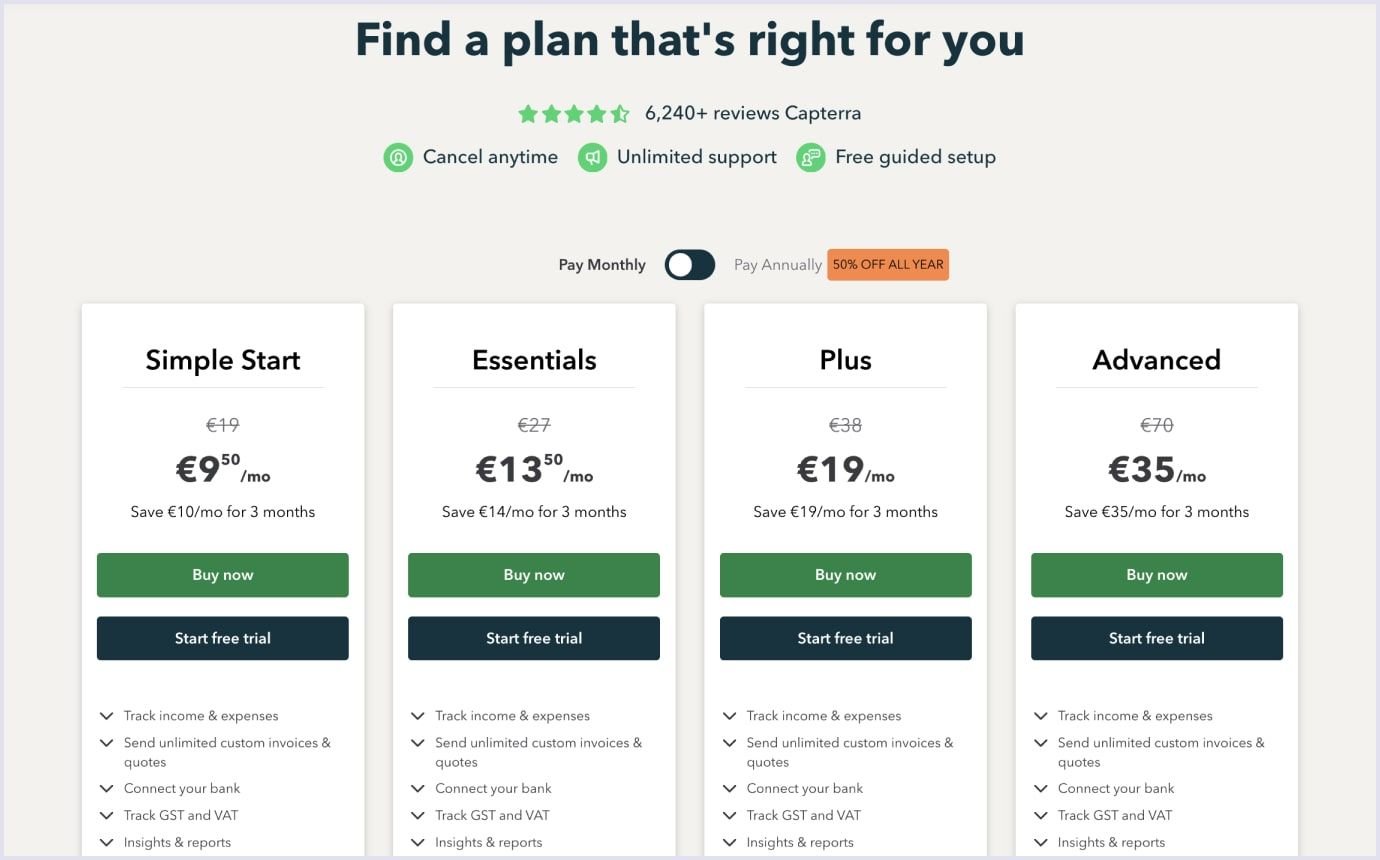 Find a plan that's right for you
6,240+ reviews Capterra
Cancel anytime Unlimited support Free guided setup
Pay Monthly Pay Annually 50% OFF ALL YEAR
Simple Start
€19
€950/mo
Save €10/mo for 3 months
Buy now
Start free trial
Track income & expenses
Send unlimited custom invoices &
quotes
Connect your bank
Track GST and VAT
Insights & reports
Essentials
€27
€1350/mo
Save €14/mo for 3 months
Buy now
Start free trial
Track income & expenses
Send unlimited custom invoices &
quotes
Connect your bank
Track GST and VAT
Insights & reports
Plus
€38
€19/mo
Save €19/mo for 3 months
Buy now
Start free trial
Track income & expenses
Send unlimited custom invoices &
quotes
Connect your bank
Track GST and VAT
Insights & reports
Advanced
€70
€35/mo
Save €35/mo for 3 months
Buy now
Start free trial
Track income & expenses
Send unlimited custom invoices &
quotes
Connect your bank
Track GST and VAT
Insights & reports